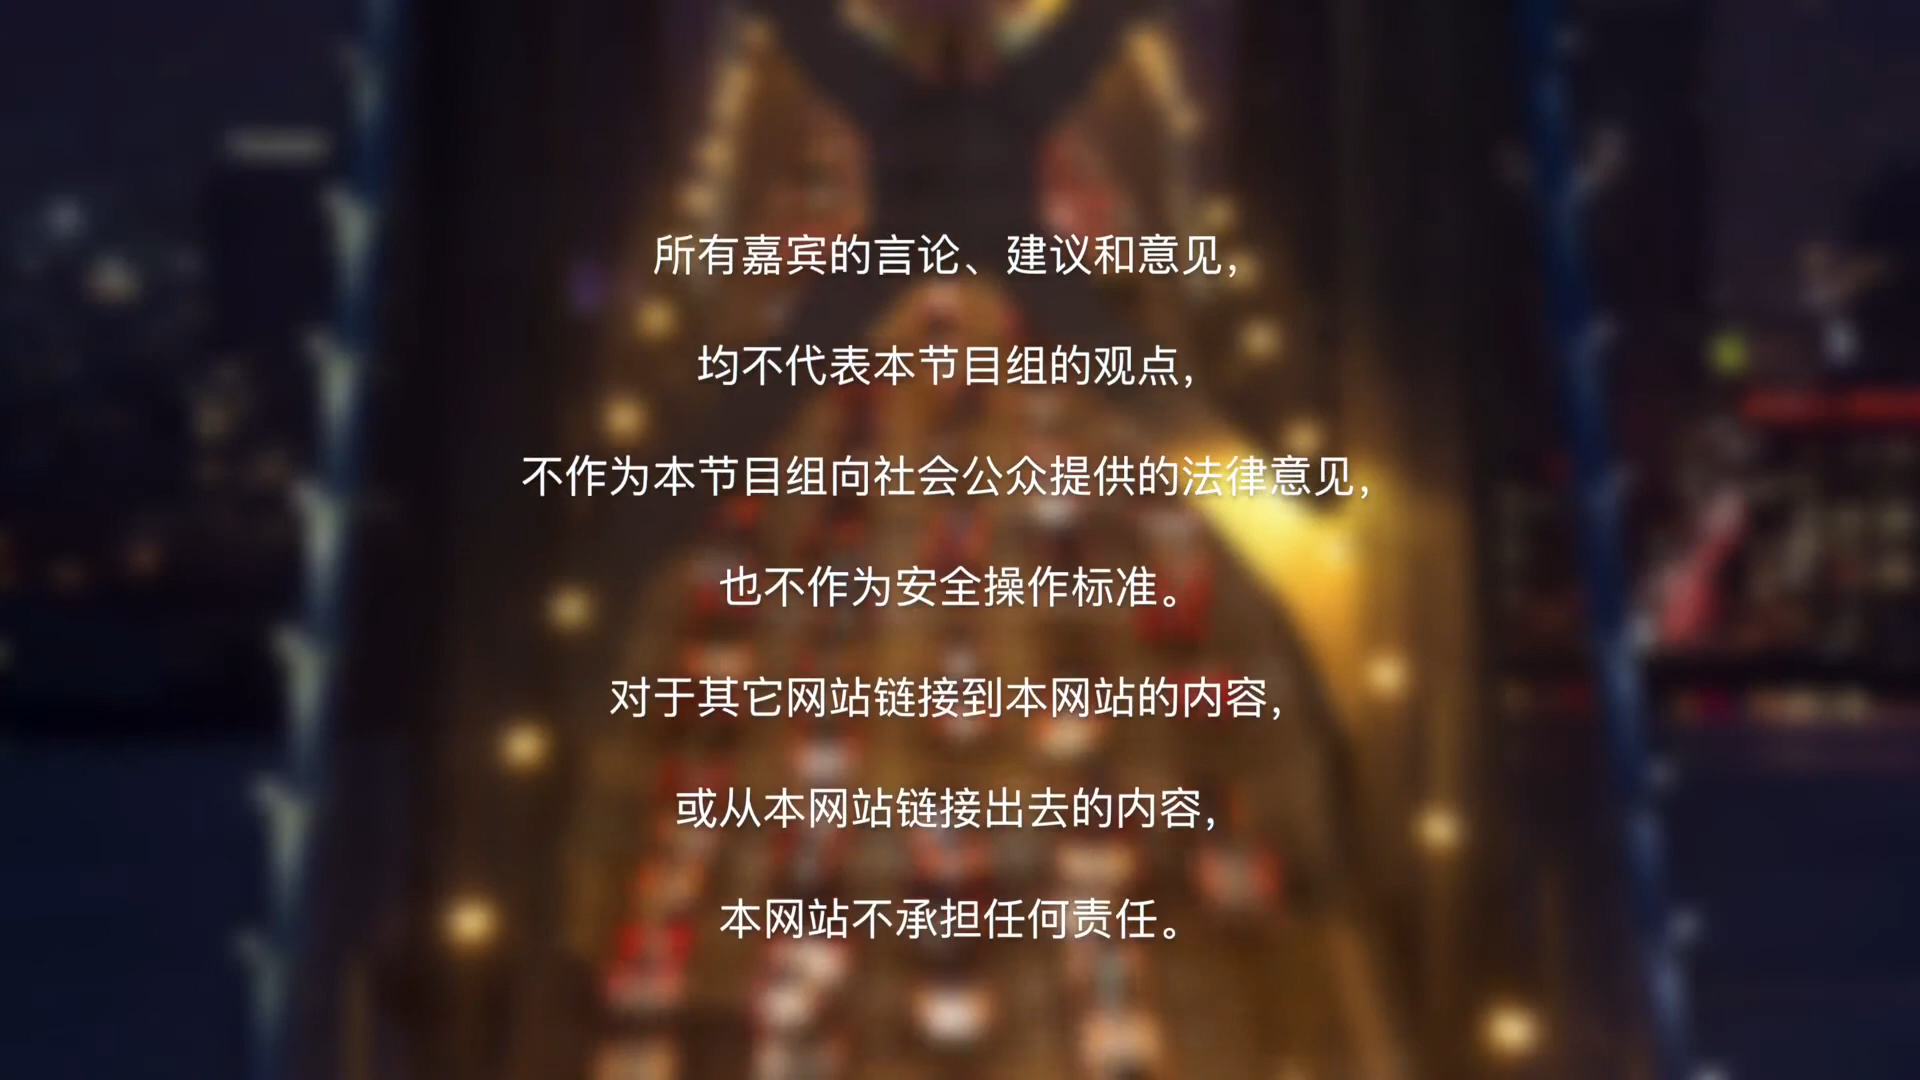 所有嘉宾的言论、建议和意见，
均不代表本节目组的观点，
不作为本节目组向社会公众提供的法律意见，
也不作为安全操作标准。
对于其它网站链接到本网站的内容，
或从本网站链接出去的内容，
本网站不承担任何责任。